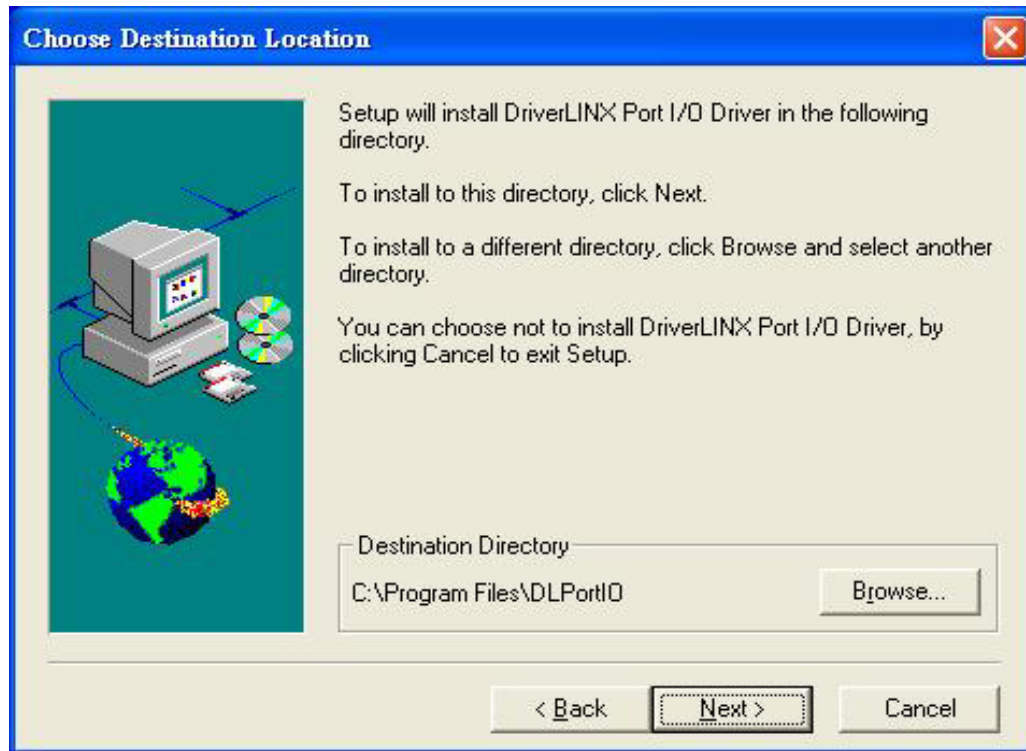 Choose Destination Location
Setup will install DriverLINX Port I/O Driver in the following
directory.
To install to this directory, click Next.
To install to a different directory, click Browse and select another
directory.
You can choose not to install DriverLINX Port I/O Driver, by
clicking Cancel to exit Setup.
Destination Directory
C:\Program Files\DLPortIO
Browse...
< Back
Next >
Cancel